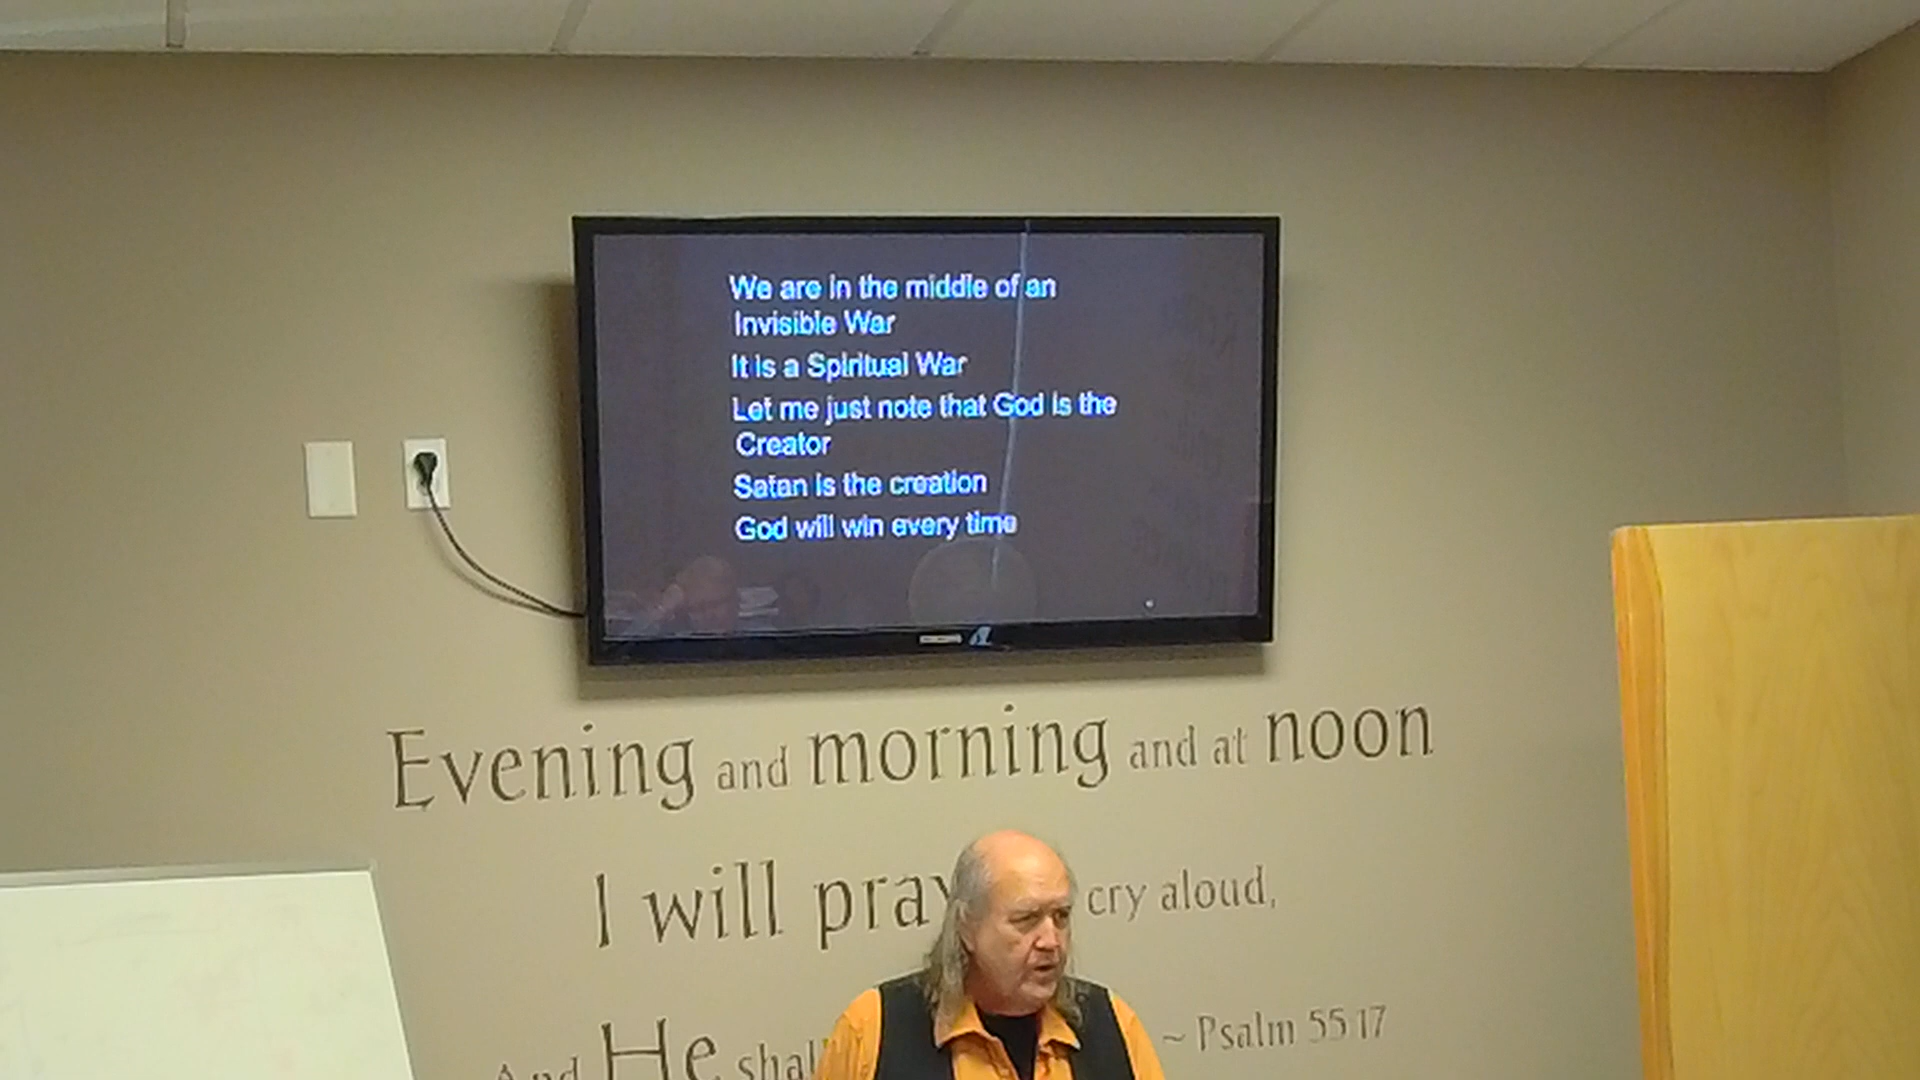 We are in the middle of an
Invisible War
It is a Spiritual War
Let me just note that God is the
Creator
Satan is the creation
God will win every time
Evening and morning and at noon
I will pray cry aloud,
And He shall
~ Psalm 55 17